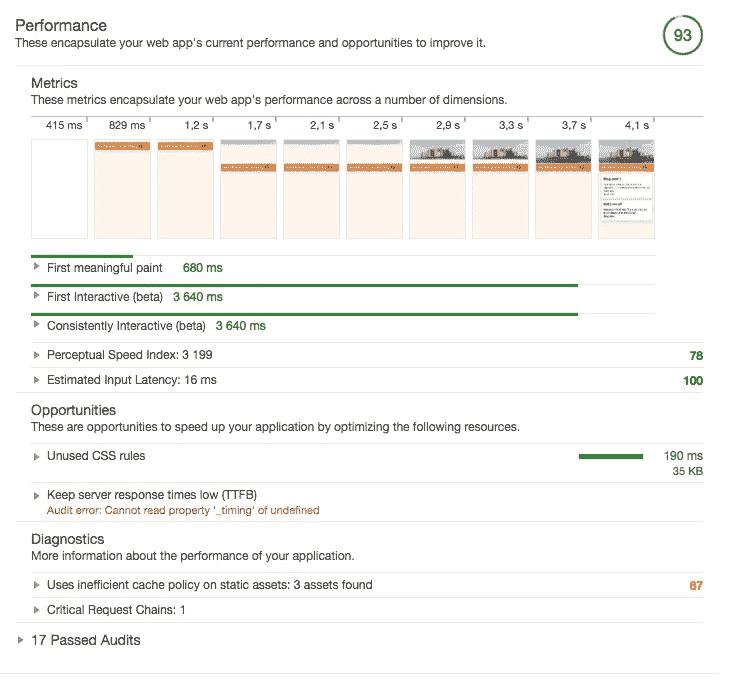 Performance
These encapsulate your web app's current performance and opportunities to improve it.
93
Metrics
These metrics encapsulate your web app's performance across a number of dimensions.
415 ms 829 ms 1,2 s 1,7 s 2,1 s 2,5 s 2,9 s 3,3 s 3,7 s 4,1 s
First meaningful paint 680 ms
First Interactive (beta) 3 640 ms
Consistently Interactive (beta) 3 640 ms
Perceptual Speed Index: 3 199 78
Estimated Input Latency: 16 ms 100
Opportunities
These are opportunities to speed up your application by optimizing the following resources.
Unused CSS rules 190 ms
35 KB
Keep server response times low (TTFB)
Audit error: Cannot read property '_timing' of undefined
Diagnostics
More information about the performance of your application.
Uses inefficient cache policy on static assets: 3 assets found 67
Critical Request Chains: 1
17 Passed Audits